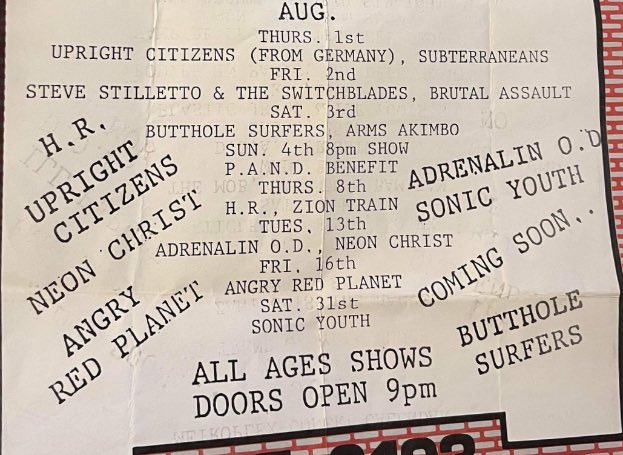 AUG.
THURS. 1st
UPRIGHT CITIZENS (FROM GERMANY), SUBTERRANEANS
FRI. 2nd
STEVE STILLETTO & THE SWITCHBLADES, BRUTAL ASSAULT
SAT. 3rd
BUTTHOLE SURFERS, ARMS AKIMBO
SUN. 4th 8pm SHOW
P.A.N.D. BENEFIT
THURS. 8th
H.R., ZION TRAIN
TUES. 13th
ADRENALIN O.D., NEON CHRIST
FRI. 16th
ANGRY RED PLANET
SAT. 31st
SONIC YOUTH
H.R.
UPRIGHT
CITIZENS
NEON CHRIST
ANGRY
RED PLANET
ADRENALIN O.D
SONIC YOUTH
COMING SOON..
BUTTHOLE
SURFERS
ALL AGES SHOWS
DOORS OPEN 9pm